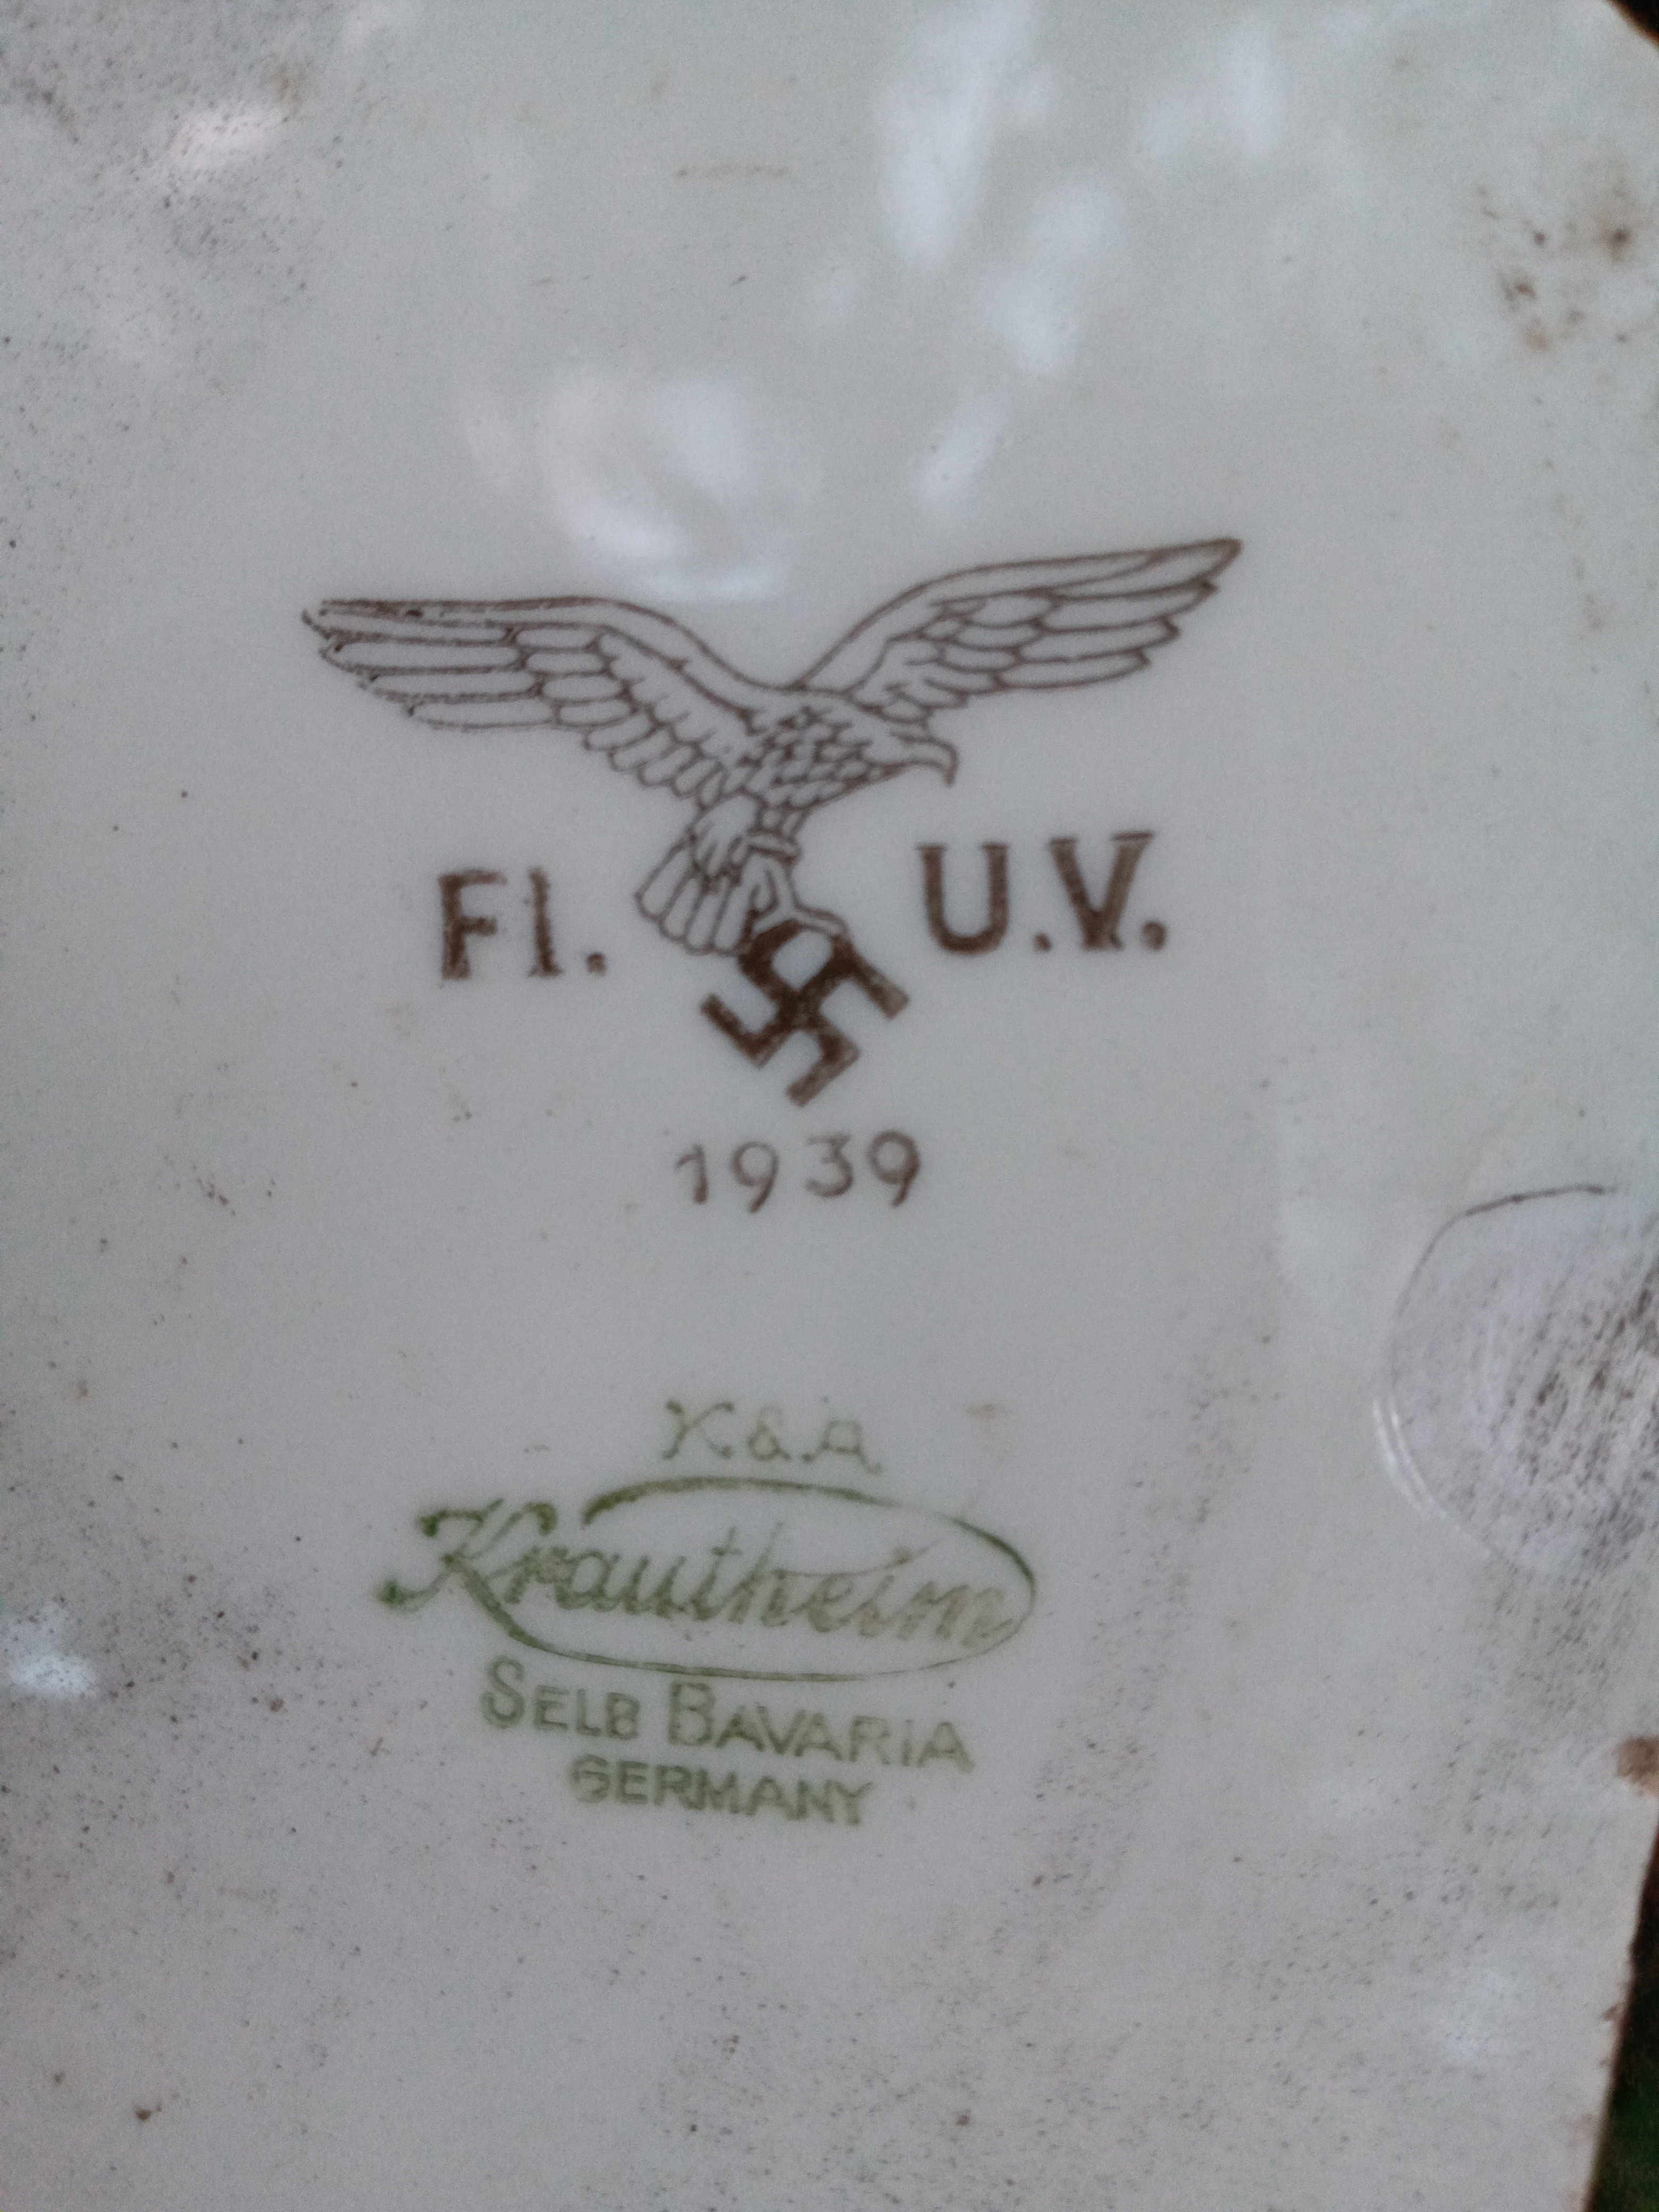 Fl. U.V.
1939
K&A
Krautheim
SELB BAVARIA
GERMANY